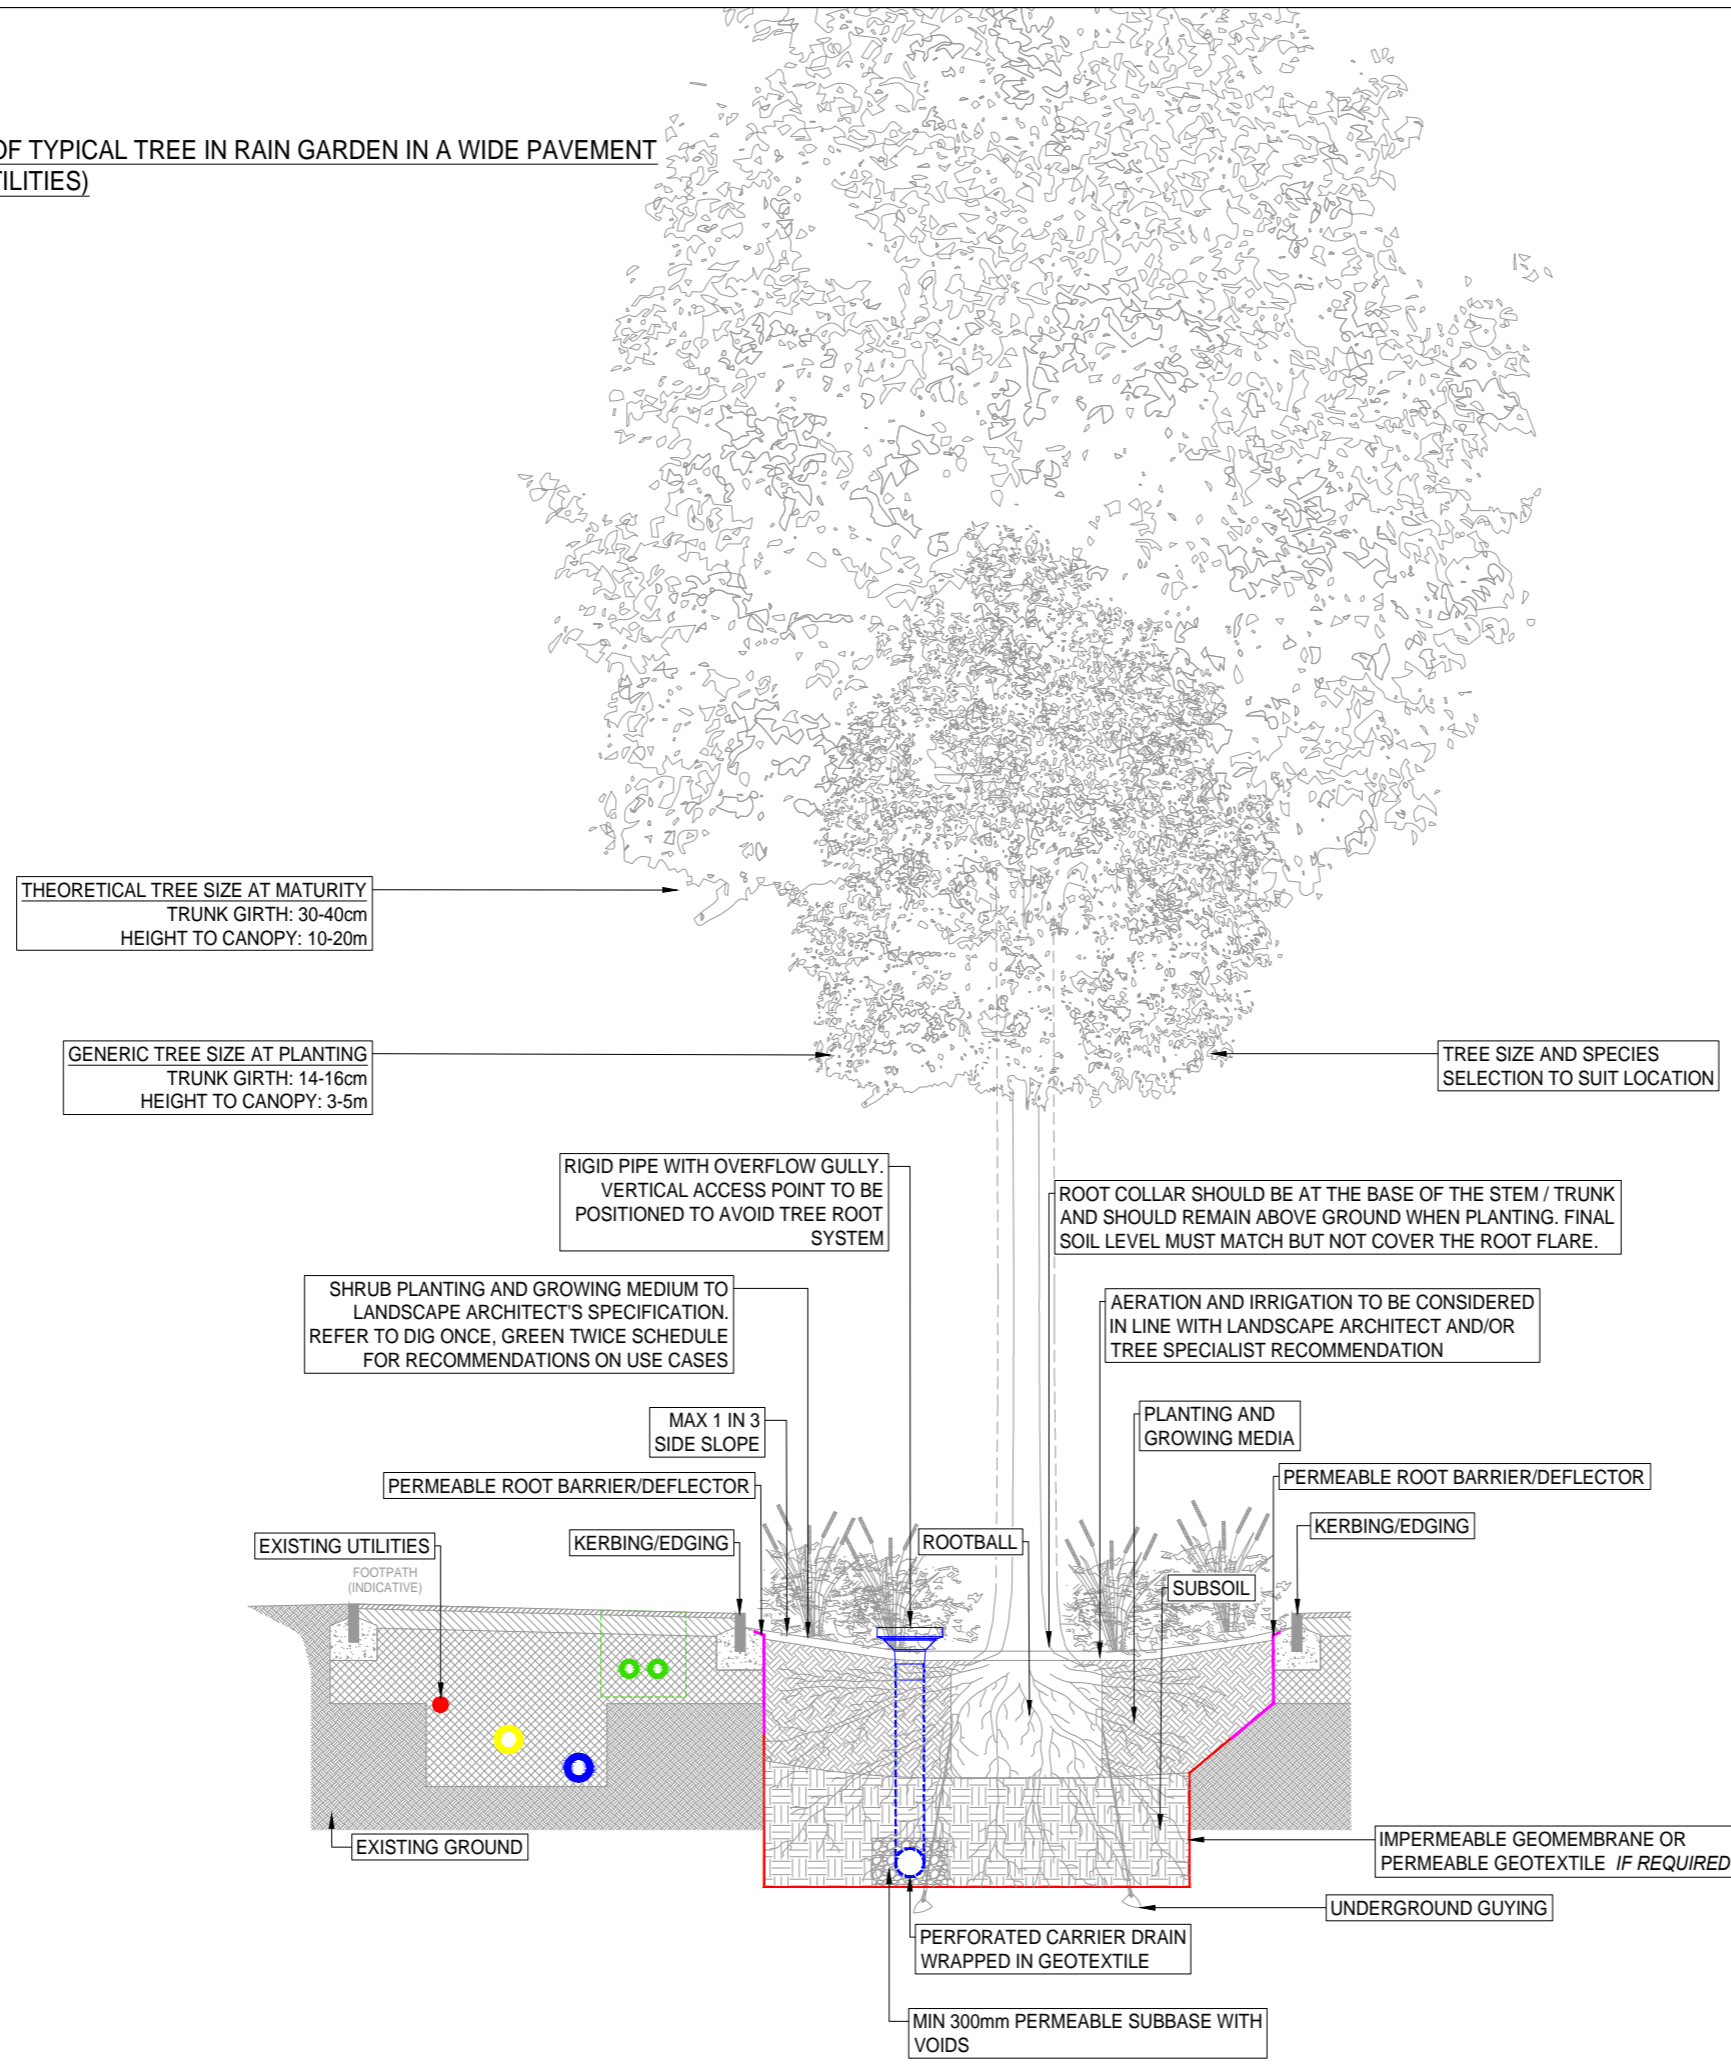 OF TYPICAL TREE IN RAIN GARDEN IN A WIDE PAVEMENT
TILITIES)
THEORETICAL TREE SIZE AT MATURITY
TRUNK GIRTH: 30-40cm
HEIGHT TO CANOPY: 10-20m
GENERIC TREE SIZE AT PLANTING
TRUNK GIRTH: 14-16cm
HEIGHT TO CANOPY: 3-5m
TREE SIZE AND SPECIES
SELECTION TO SUIT LOCATION
RIGID PIPE WITH OVERFLOW GULLY.
VERTICAL ACCESS POINT TO BE
POSITIONED TO AVOID TREE ROOT
SYSTEM
ROOT COLLAR SHOULD BE AT THE BASE OF THE STEM / TRUNK
AND SHOULD REMAIN ABOVE GROUND WHEN PLANTING. FINAL
SOIL LEVEL MUST MATCH BUT NOT COVER THE ROOT FLARE.
SHRUB PLANTING AND GROWING MEDIUM TO
LANDSCAPE ARCHITECT'S SPECIFICATION.
REFER TO DIG ONCE, GREEN TWICE SCHEDULE
FOR RECOMMENDATIONS ON USE CASES
AERATION AND IRRIGATION TO BE CONSIDERED
IN LINE WITH LANDSCAPE ARCHITECT AND/OR
TREE SPECIALIST RECOMMENDATION
MAX 1 IN 3
SIDE SLOPE
PLANTING AND
GROWING MEDIA
PERMEABLE ROOT BARRIER/DEFLECTOR
PERMEABLE ROOT BARRIER/DEFLECTOR
EXISTING UTILITIES
KERBING/EDGING
ROOTBALL
KERBING/EDGING
FOOTPATH
(INDICATIVE)
SUBSOIL
EXISTING GROUND
IMPERMEABLE GEOMEMBRANE OR
PERMEABLE GEOTEXTILE IF REQUIRED
UNDERGROUND GUYING
PERFORATED CARRIER DRAIN
WRAPPED IN GEOTEXTILE
MIN 300mm PERMEABLE SUBBASE WITH
VOIDS